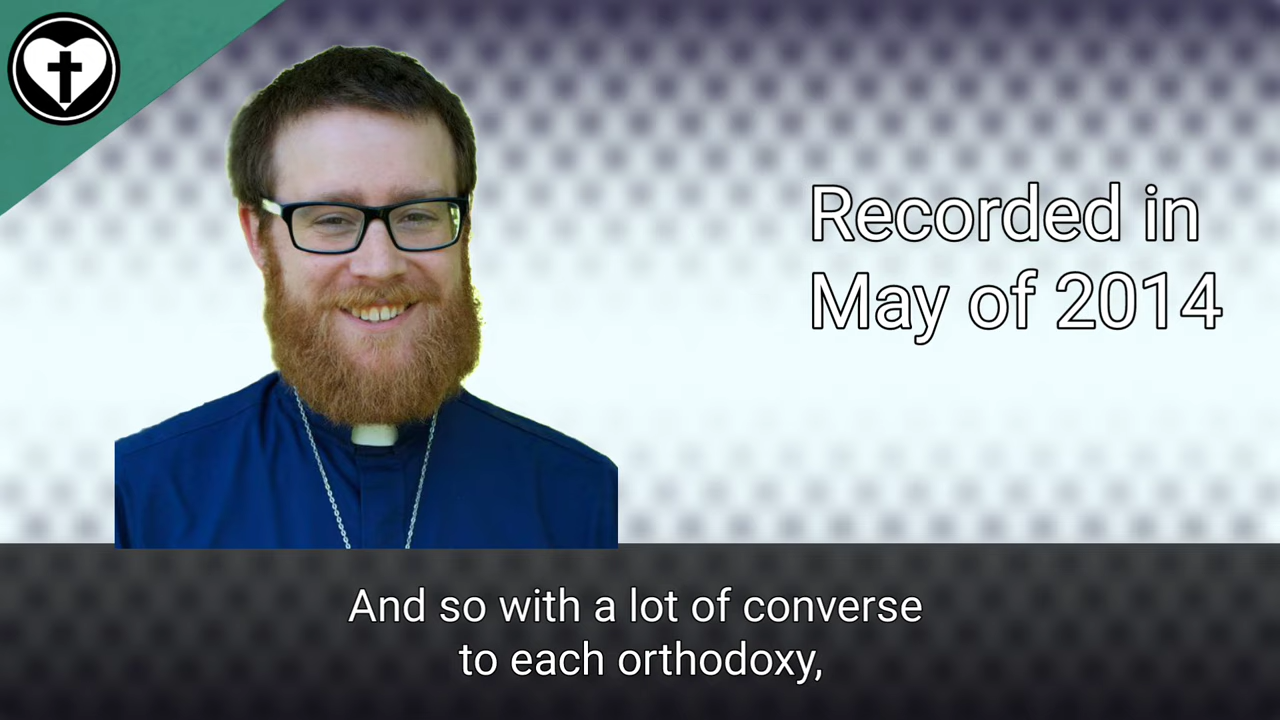 Recorded in
May of 2014
And so with a lot of converse
to each orthodoxy,